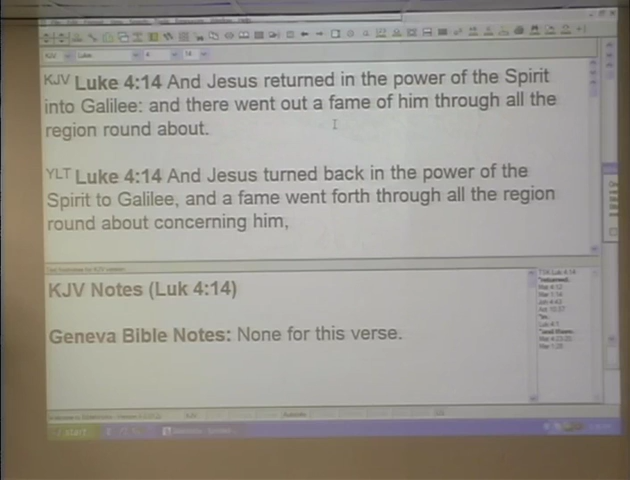 KJV Luke 4:14 And Jesus returned in the power of the Spirit
into Galilee: and there went out a fame of him through all the
region round about.
YLT Luke 4:14 And Jesus turned back in the power of the
Spirit to Galilee, and a fame went forth through all the region
round about concerning him,
KJV Notes (Luk 4:14)
Geneva Bible Notes: None for this verse.
start